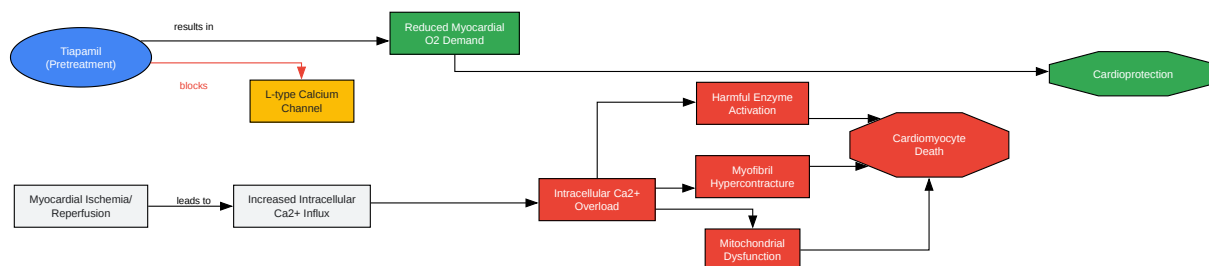 results in
Tiapamil
(Pretreatment)
blocks
Reduced Myocardial
O2 Demand
L-type Calcium
Channel
Cardioprotection
Harmful Enzyme
Activation
Cardiomyocyte
Death
Myocardial Ischemia/
Reperfusion
leads to
Increased Intracellular
Ca2+ Influx
Intracellular Ca2+
Overload
Myofibril
Hypercontracture
Mitochondrial
Dysfunction